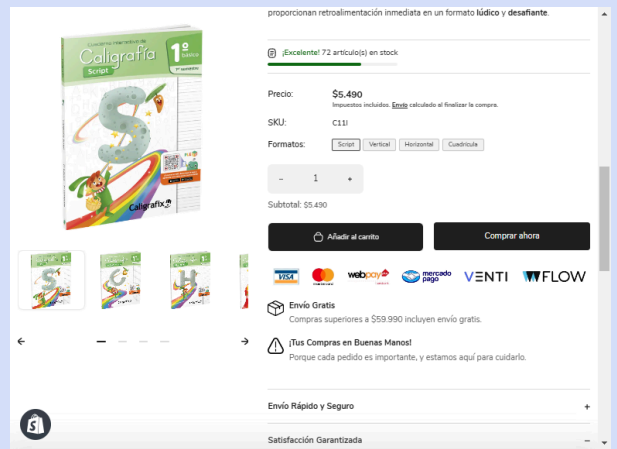 proporcionan retroalimentación inmediata en un formato lúdico y desafiante.
¡Excelente! 72 artículo(s) en stock
Caligrafía
Script
1º
básico
Caligrafix
Precio: $5.490
Impuestos incluidos. Envío calculado al finalizar la compra.
SKU: C11I
Formatos: Script Vertical Horizontal Cuadrícula
− 1 +
Subtotal: $5.490
Añadir al carrito
Comprar ahora
VISA webpay mercado pago VENTI FLOW
Envío Gratis
Compras superiores a $59.990 incluyen envío gratis.
¡Tus Compras en Buenas Manos!
Porque cada pedido es importante, y estamos aquí para cuidarlo.
Envío Rápido y Seguro +
Satisfacción Garantizada −